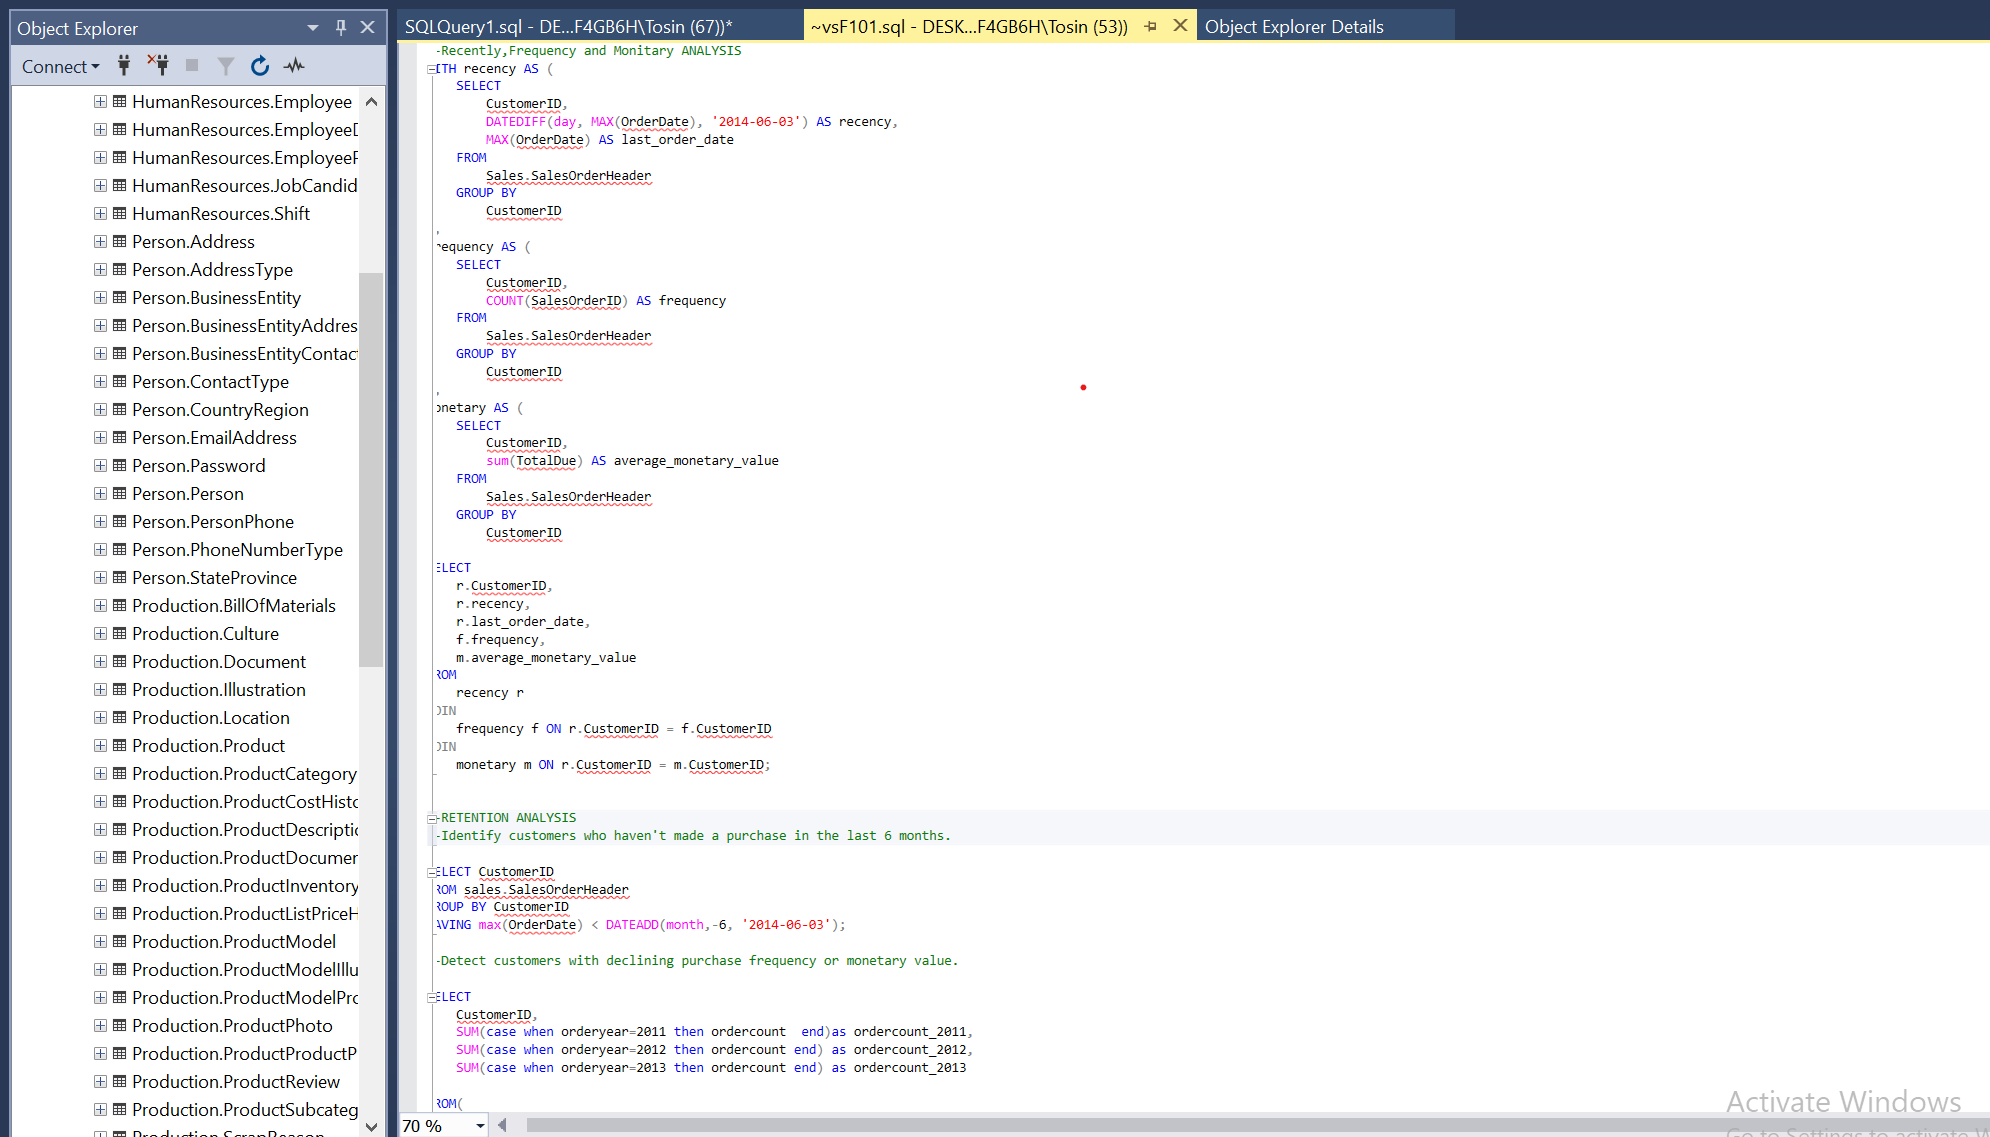 Object Explorer
Connect
HumanResources.Employee
HumanResources.Employee
HumanResources.Employee
HumanResources.JobCandid
HumanResources.Shift
Person.Address
Person.AddressType
Person.BusinessEntity
Person.BusinessEntityAddres
Person.BusinessEntityContac
Person.ContactType
Person.CountryRegion
Person.EmailAddress
Person.Password
Person.Person
Person.PersonPhone
Person.PhoneNumberType
Person.StateProvince
Production.BillOfMaterials
Production.Culture
Production.Document
Production.Illustration
Production.Location
Production.Product
Production.ProductCategory
Production.ProductCostHisto
Production.ProductDescriptio
Production.ProductDocumen
Production.ProductInventory
Production.ProductListPriceH
Production.ProductModel
Production.ProductModelIllu
Production.ProductModelPro
Production.ProductPhoto
Production.ProductProductP
Production.ProductReview
Production.ProductSubcateg
Production.ScrapReason
SQLQuery1.sql - DE...F4GB6H\Tosin (67))*
~vsF101.sql - DESK...F4GB6H\Tosin (53))
Object Explorer Details
-Recently,Frequency and Monitary ANALYSIS
ITH recency AS (
SELECT
CustomerID,
DATEDIFF(day, MAX(OrderDate), '2014-06-03') AS recency,
MAX(OrderDate) AS last_order_date
FROM
Sales.SalesOrderHeader
GROUP BY
CustomerID
,
requency AS (
SELECT
CustomerID,
COUNT(SalesOrderID) AS frequency
FROM
Sales.SalesOrderHeader
GROUP BY
CustomerID
,
onetary AS (
SELECT
CustomerID,
sum(TotalDue) AS average_monetary_value
FROM
Sales.SalesOrderHeader
GROUP BY
CustomerID
ELECT
r.CustomerID,
r.recency,
r.last_order_date,
f.frequency,
m.average_monetary_value
ROM
recency r
OIN
frequency f ON r.CustomerID = f.CustomerID
OIN
monetary m ON r.CustomerID = m.CustomerID;
-RETENTION ANALYSIS
-Identify customers who haven't made a purchase in the last 6 months.
ELECT CustomerID
ROM sales.SalesOrderHeader
ROUP BY CustomerID
AVING max(OrderDate) < DATEADD(month,-6, '2014-06-03');
-Detect customers with declining purchase frequency or monetary value.
ELECT
CustomerID,
SUM(case when orderyear=2011 then ordercount  end)as ordercount_2011,
SUM(case when orderyear=2012 then ordercount end) as ordercount_2012,
SUM(case when orderyear=2013 then ordercount end) as ordercount_2013
ROM(
70 %
Activate Windows
Go to Settings to activate W